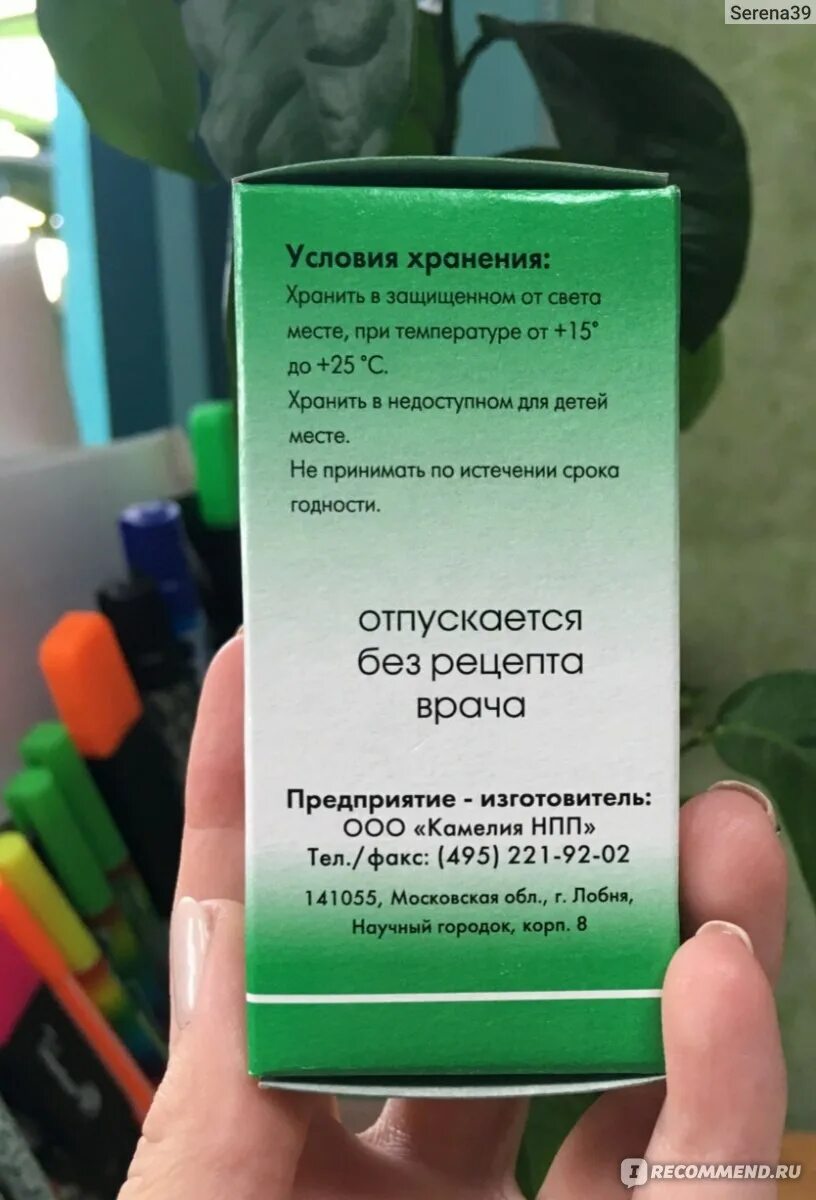 Serena39
Условия хранения:
Хранить в защищенном от света
месте, при температуре от +15°
до +25 °С.
Хранить в недоступном для детей
месте.
Не принимать по истечении срока
годности.
отпускается
без рецепта
врача
Предприятие - изготовитель:
ООО «Камелия НПП»
Тел./факс: (495) 221-92-02
141055, Московская обл., г. Лобня,
Научный городок, корп. 8
IRECOMMEND.RU